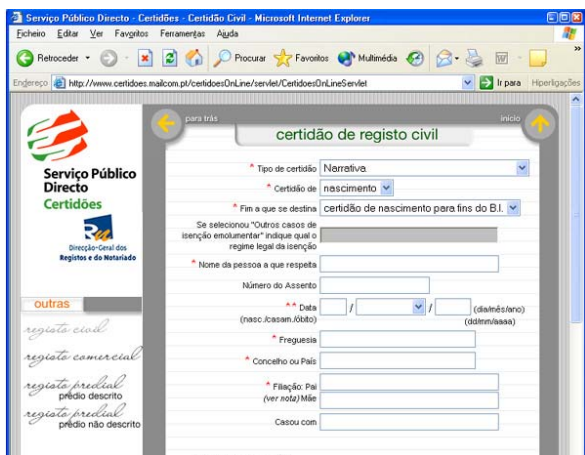 Serviço Público Directo - Certidões - Certidão Civil - Microsoft Internet Explorer
Ficheiro Editar Ver Favoritos Ferramentas Ajuda
Retroceder Procurar Favoritos Multimédia
Endereço http://www.certidoes.mailcom.pt/certidoesOnLine/servlet/CertidoesOnLineServlet Ir para Hiperligações
para trás início
certidão de registo civil
Serviço Público
Directo
Certidões
Direcção-Geral dos
Registos e do Notariado
outras
registo civil
registo comercial
registo predial
prédio descrito
registo predial
prédio não descrito
* Tipo de certidão Narrativa
* Certidão de nascimento
* Fim a que se destina certidão de nascimento para fins do B.I.
Se selecionou "Outros casos de
isenção emolumentar" indique qual o
regime legal da isenção
* Nome da pessoa a que respeita
Número do Assento
** Data / / (dia/mês/ano)
(nasc./casam./óbito) (dd/mm/aaaa)
* Freguesia
* Concelho ou País
* Filiação: Pai
(ver nota) Mãe
Casou com